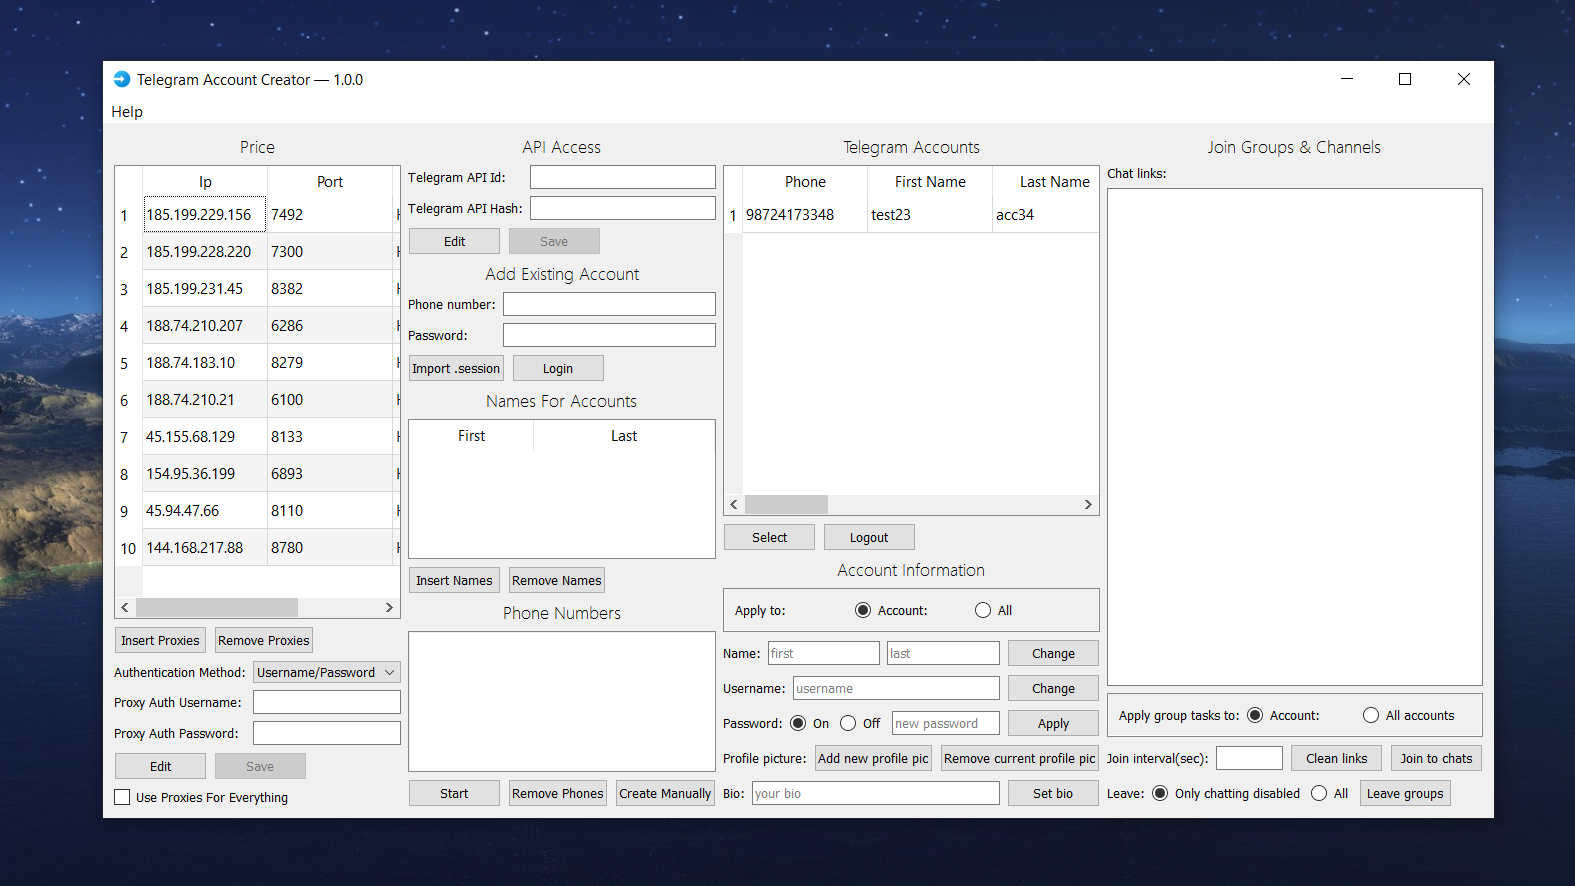 Telegram Account Creator — 1.0.0
Help
Price
Ip Port
1 185.199.229.156 7492 H
2 185.199.228.220 7300 H
3 185.199.231.45 8382 H
4 188.74.210.207 6286 H
5 188.74.183.10 8279 H
6 188.74.210.21 6100 H
7 45.155.68.129 8133 H
8 154.95.36.199 6893 H
9 45.94.47.66 8110 H
10 144.168.217.88 8780 H
Insert Proxies Remove Proxies
Authentication Method: Username/Password
Proxy Auth Username:
Proxy Auth Password:
Edit Save
Use Proxies For Everything
API Access
Telegram API Id:
Telegram API Hash:
Edit Save
Add Existing Account
Phone number:
Password:
Import .session Login
Names For Accounts
First Last
Insert Names Remove Names
Phone Numbers
Start Remove Phones Create Manually
Telegram Accounts
Phone First Name Last Name
1 98724173348 test23 acc34
Select Logout
Account Information
Apply to: Account: All
Name: first last Change
Username: username Change
Password: On Off new password Apply
Profile picture: Add new profile pic Remove current profile pic
Bio: your bio Set bio
Join Groups & Channels
Chat links:
Apply group tasks to: Account: All accounts
Join interval(sec): Clean links Join to chats
Leave: Only chatting disabled All Leave groups